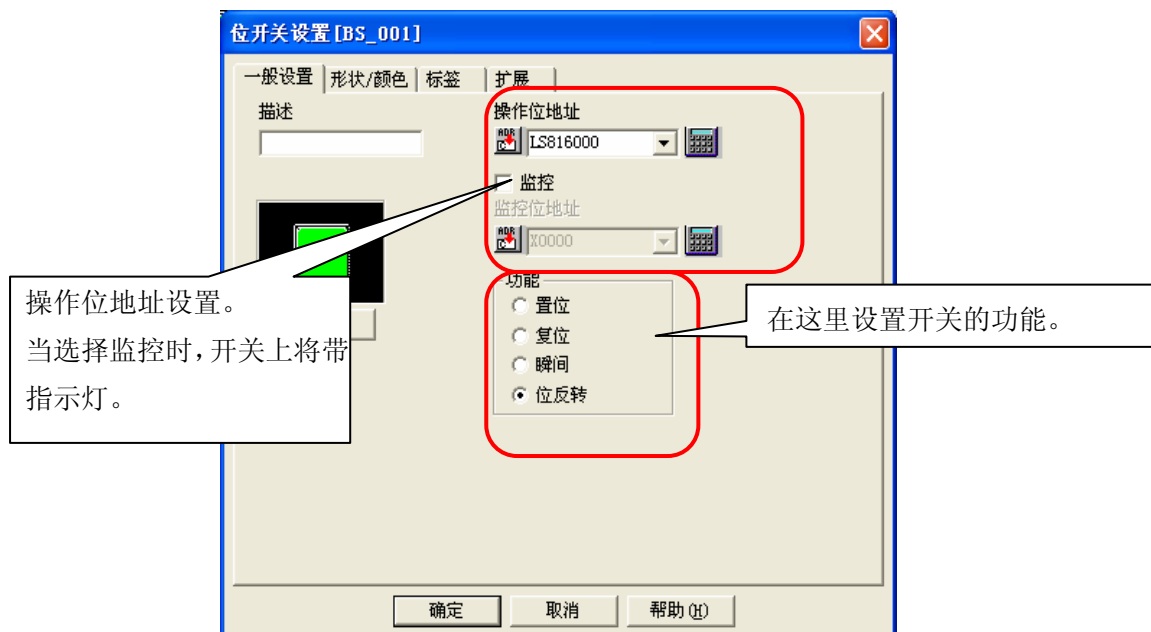 位开关设置[BS_001]
一般设置 形状/颜色 标签 扩展
描述
操作位地址
LS816000
监控
监控位地址
X0000
操作位地址设置。
当选择监控时,开关上将带
指示灯。
功能
置位
复位
瞬间
位反转
在这里设置开关的功能。
确定 取消 帮助(H)